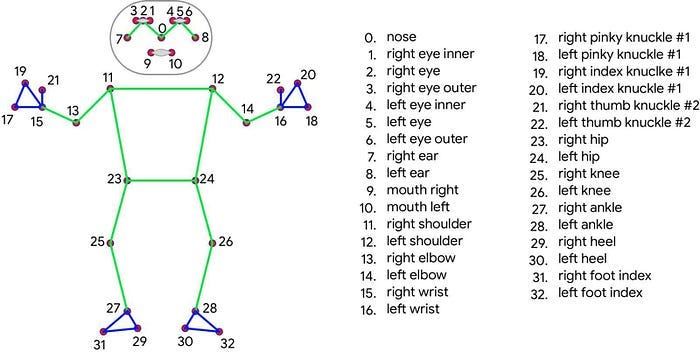 3 2 1 4 5 6
0
7 8
9 10
19 21 11 12 22 20
17 15 13 14 16 18
23 24
25 26
27 28
31 29 30 32
0. nose
1. right eye inner
2. right eye
3. right eye outer
4. left eye inner
5. left eye
6. left eye outer
7. right ear
8. left ear
9. mouth right
10. mouth left
11. right shoulder
12. left shoulder
13. right elbow
14. left elbow
15. right wrist
16. left wrist
17. right pinky knuckle #1
18. left pinky knuckle #1
19. right index knuclke #1
20. left index knuckle #1
21. right thumb knuckle #2
22. left thumb knuckle #2
23. right hip
24. left hip
25. right knee
26. left knee
27. right ankle
28. left ankle
29. right heel
30. left heel
31. right foot index
32. left foot index